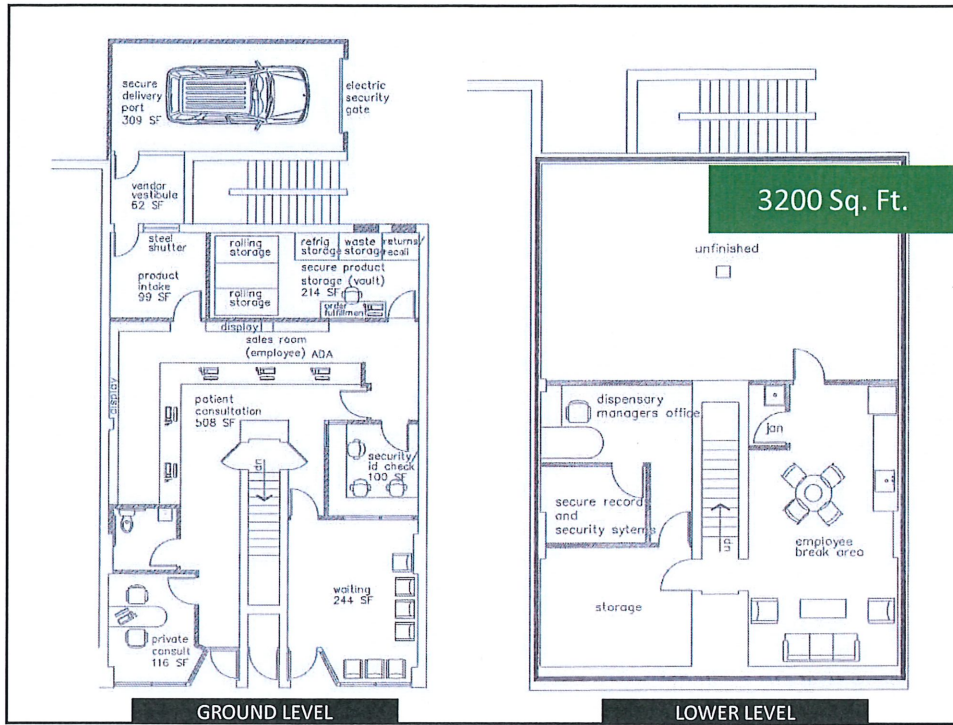 secure
delivery
port
309 SF
electric
security
gate
vendor
vestibule
62 SF
steel
shutter
product
intake
99 SF
rolling
storage
rolling
storage
refrig
storage
waste
storage
returns/
recall
secure product
storage (vault)
214 SF
order
fulfillment
display
sales room
(employee) ADA
display
patient
consultation
508 SF
security/
id check
100 SF
waiting
244 SF
private
consult
116 SF
GROUND LEVEL
3200 Sq. Ft.
unfinished
dispensary
managers office
jan
secure record
and
security sytems
up
employee
break area
storage
LOWER LEVEL